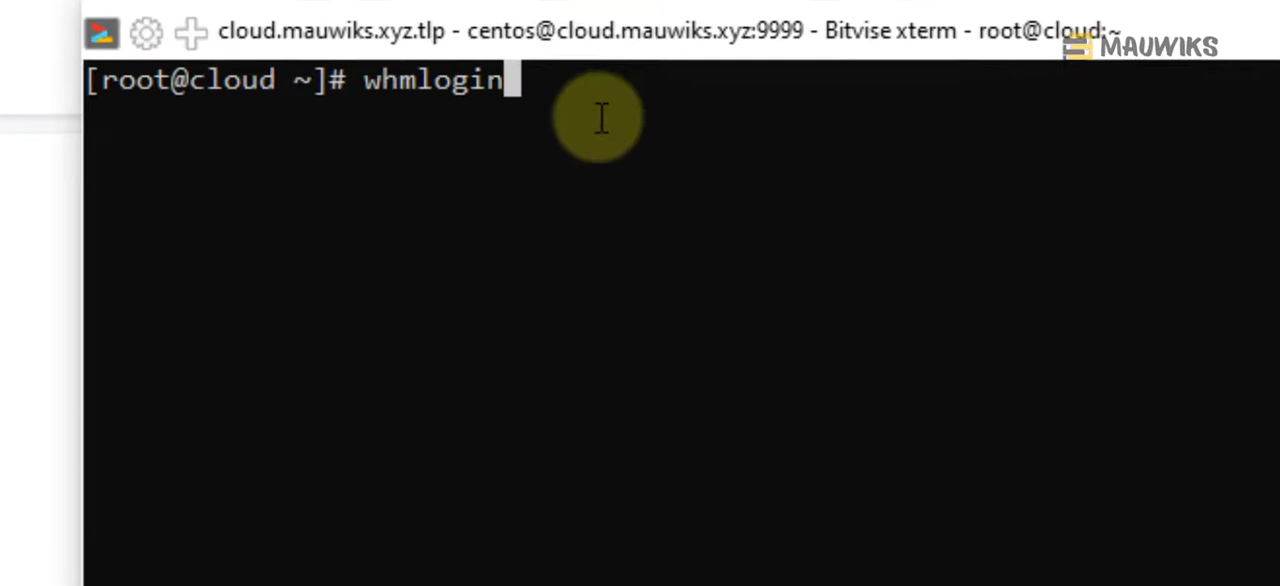 cloud.mauwiks.xyz.tlp - centos@cloud.mauwiks.xyz:9999 - Bitvise xterm - root@cloud:~
MAUWIKS
[root@cloud ~]# whmlogin